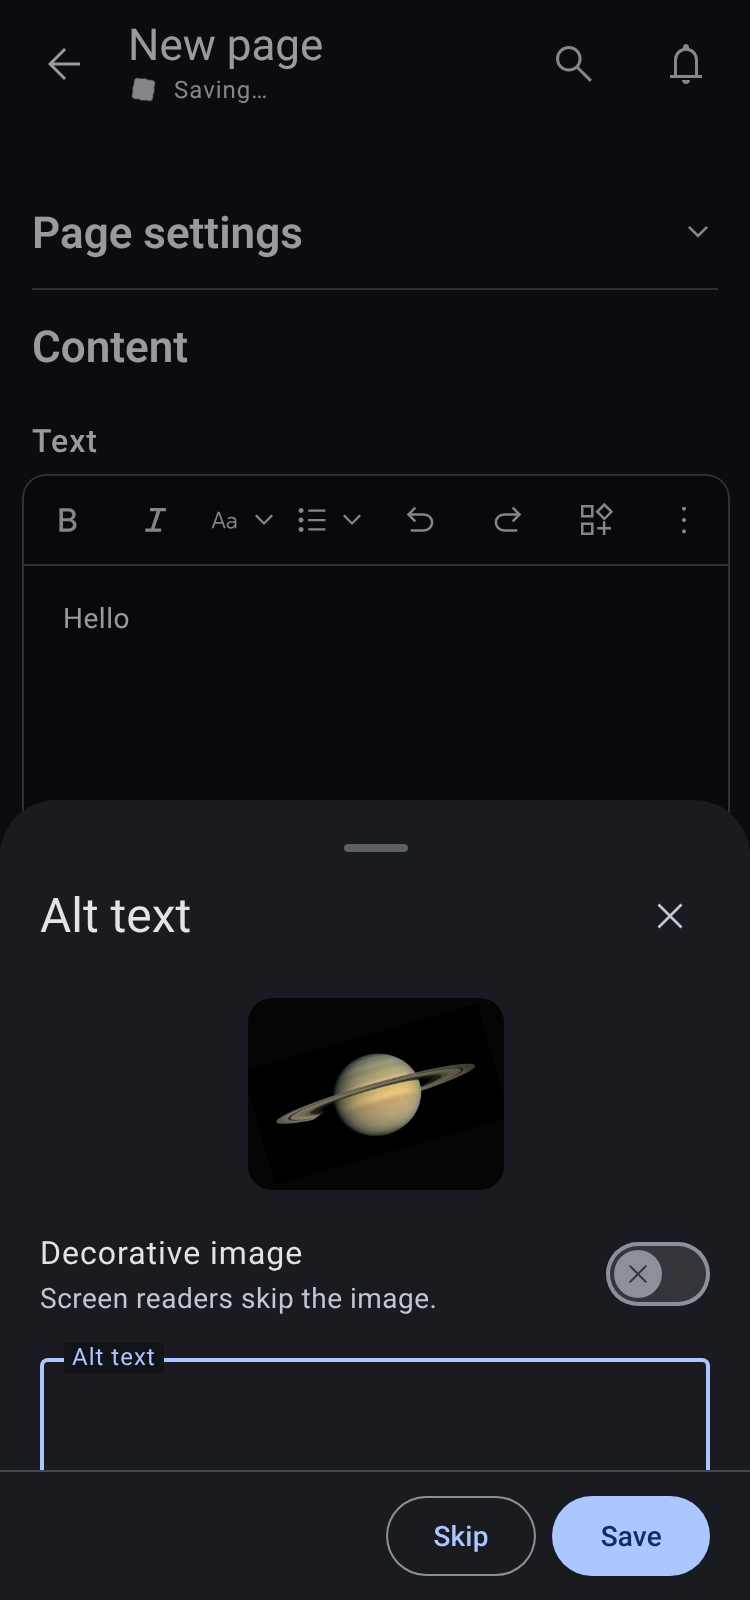 New page
Saving…
Page settings
Content
Text
B I Aa
Hello
Alt text
Decorative image
Screen readers skip the image.
Alt text
Skip Save